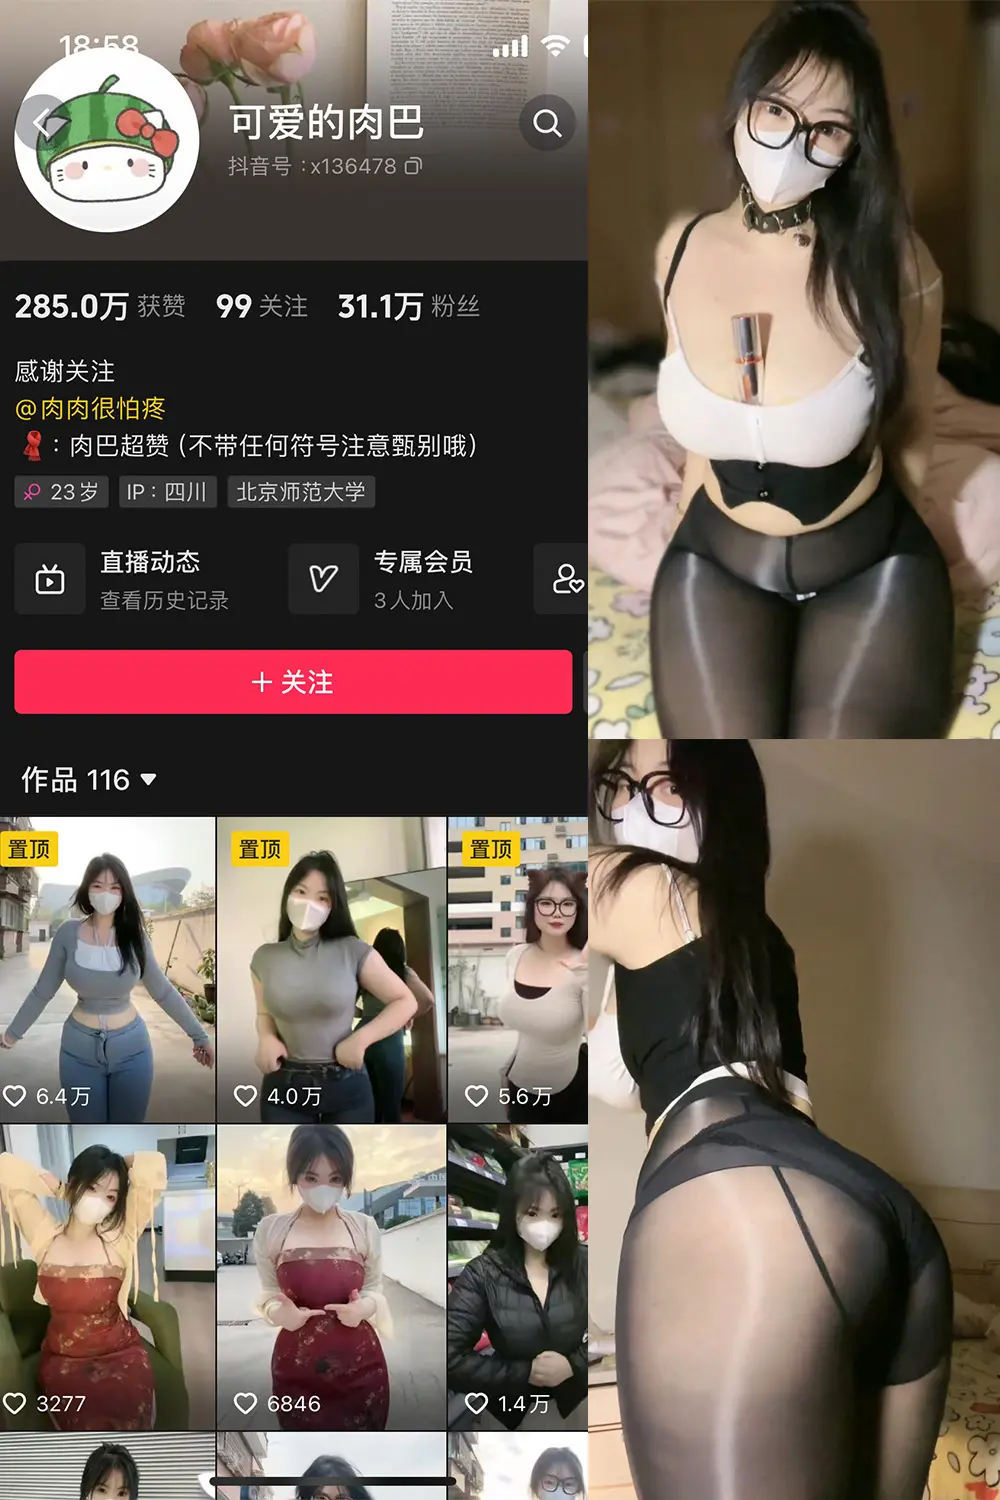 18:58
可爱的肉巴
抖音号：x136478
285.0万 获赞 99 关注 31.1万 粉丝
感谢关注
@肉肉很怕疼
：肉巴超赞（不带任何符号注意甄别哦）
23岁 IP：四川 北京师范大学
直播动态
查看历史记录
专属会员
3人加入
+ 关注
作品 116
置顶 置顶 置顶
6.4万 4.0万 5.6万
3277 6846 1.4万